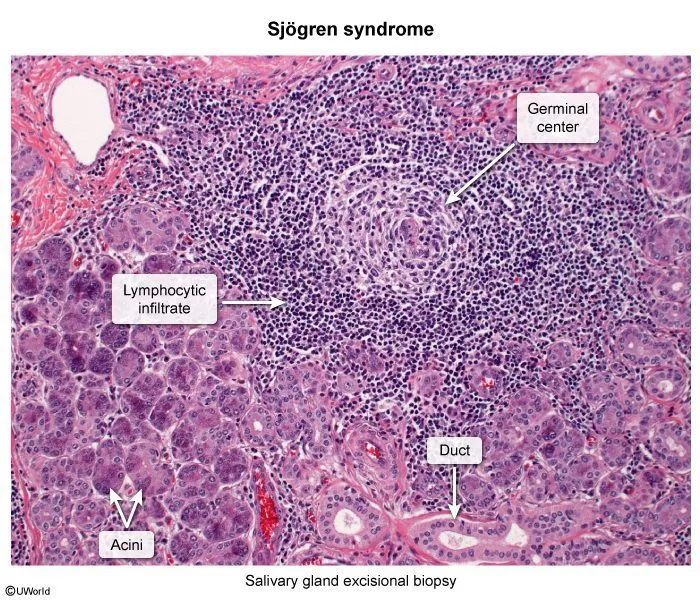 Sjögren syndrome
Germinal
center
Lymphocytic
infiltrate
Duct
Acini
Salivary gland excisional biopsy
©UWorld